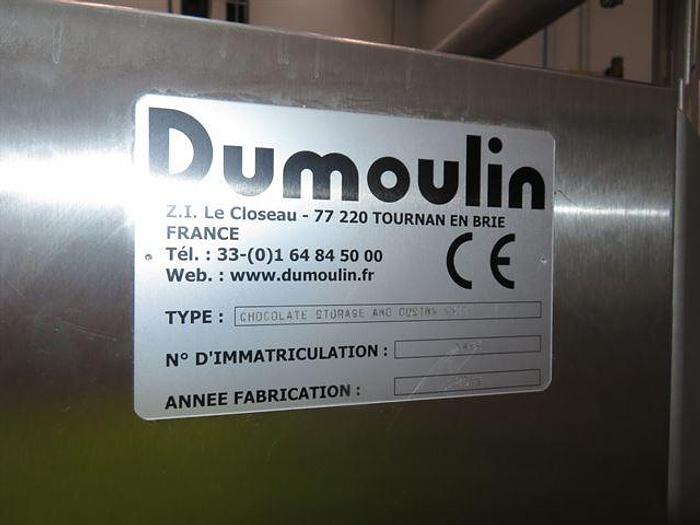 Dumoulin
Z.I. Le Closeau - 77 220 TOURNAN EN BRIE
FRANCE
Tél. : 33-(0)1 64 84 50 00
Web. : www.dumoulin.fr
CE
TYPE : CHOCOLATE STORAGE AND
N° D'IMMATRICULATION :
ANNEE FABRICATION :